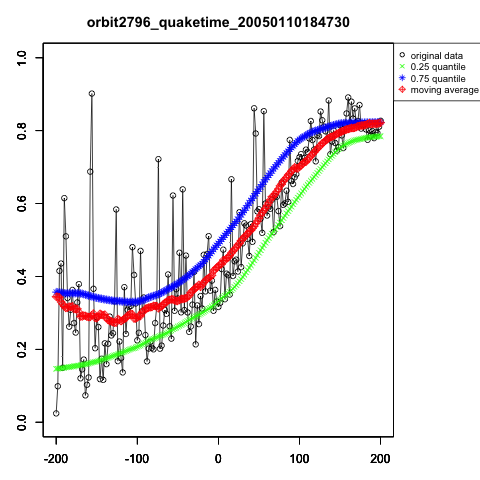 orbit2796_quaketime_20050110184730
original data
0.25 quantile
0.75 quantile
moving average
1.0
0.8
0.6
0.4
0.2
0.0
-200 -100 0 100 200